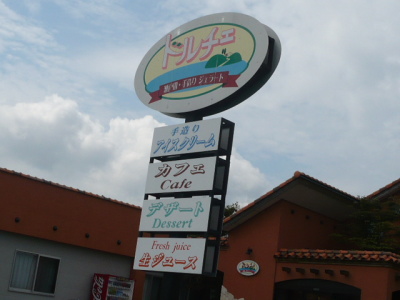 ドルチェ
手造り
アイスクリーム
カフェ
Cafe
デザート
Dessert
Fresh juice
生ジュース